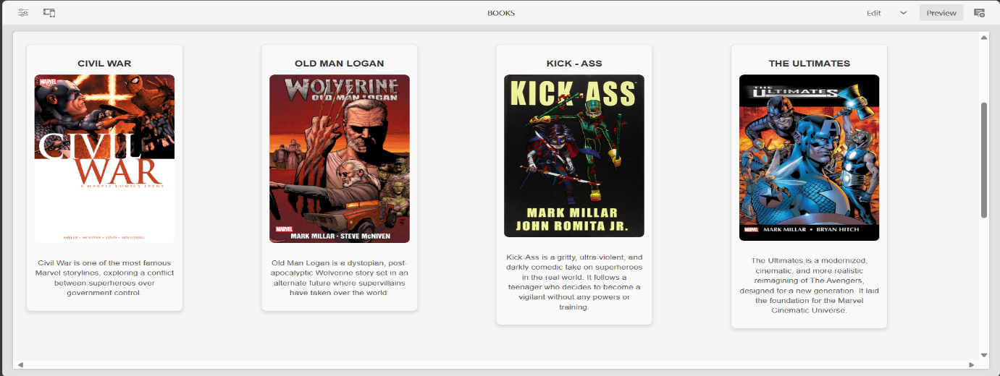 BOOKS
Edit
Preview
CIVIL WAR
MARVEL
CIVIL
WAR
A MARVEL COMICS EVENT
MILLAR • McNIVEN • VINES • HOLLOWELL
Civil War is one of the most famous
Marvel storylines, exploring a conflict
between superheroes over
government control.
OLD MAN LOGAN
WOLVERINE
OLD MAN LOGAN
MARVEL
MARK MILLAR · STEVE McNIVEN
Old Man Logan is a dystopian, post-
apocalyptic Wolverine story set in an
alternate future where supervillains
have taken over the world.
KICK - ASS
KICK-ASS
MARK MILLAR
JOHN ROMITA JR.
Kick-Ass is a gritty, ultra-violent, and
darkly comedic take on superheroes
in the real world. It follows a
teenager who decides to become a
vigilant without any powers or
training.
THE ULTIMATES
THE
ULTIMATES
MARVEL
MARK MILLAR • BRYAN HITCH
The Ultimates is a modernized,
cinematic, and more realistic
reimagining of The Avengers,
designed for a new generation. It laid
the foundation for the Marvel
Cinematic Universe.